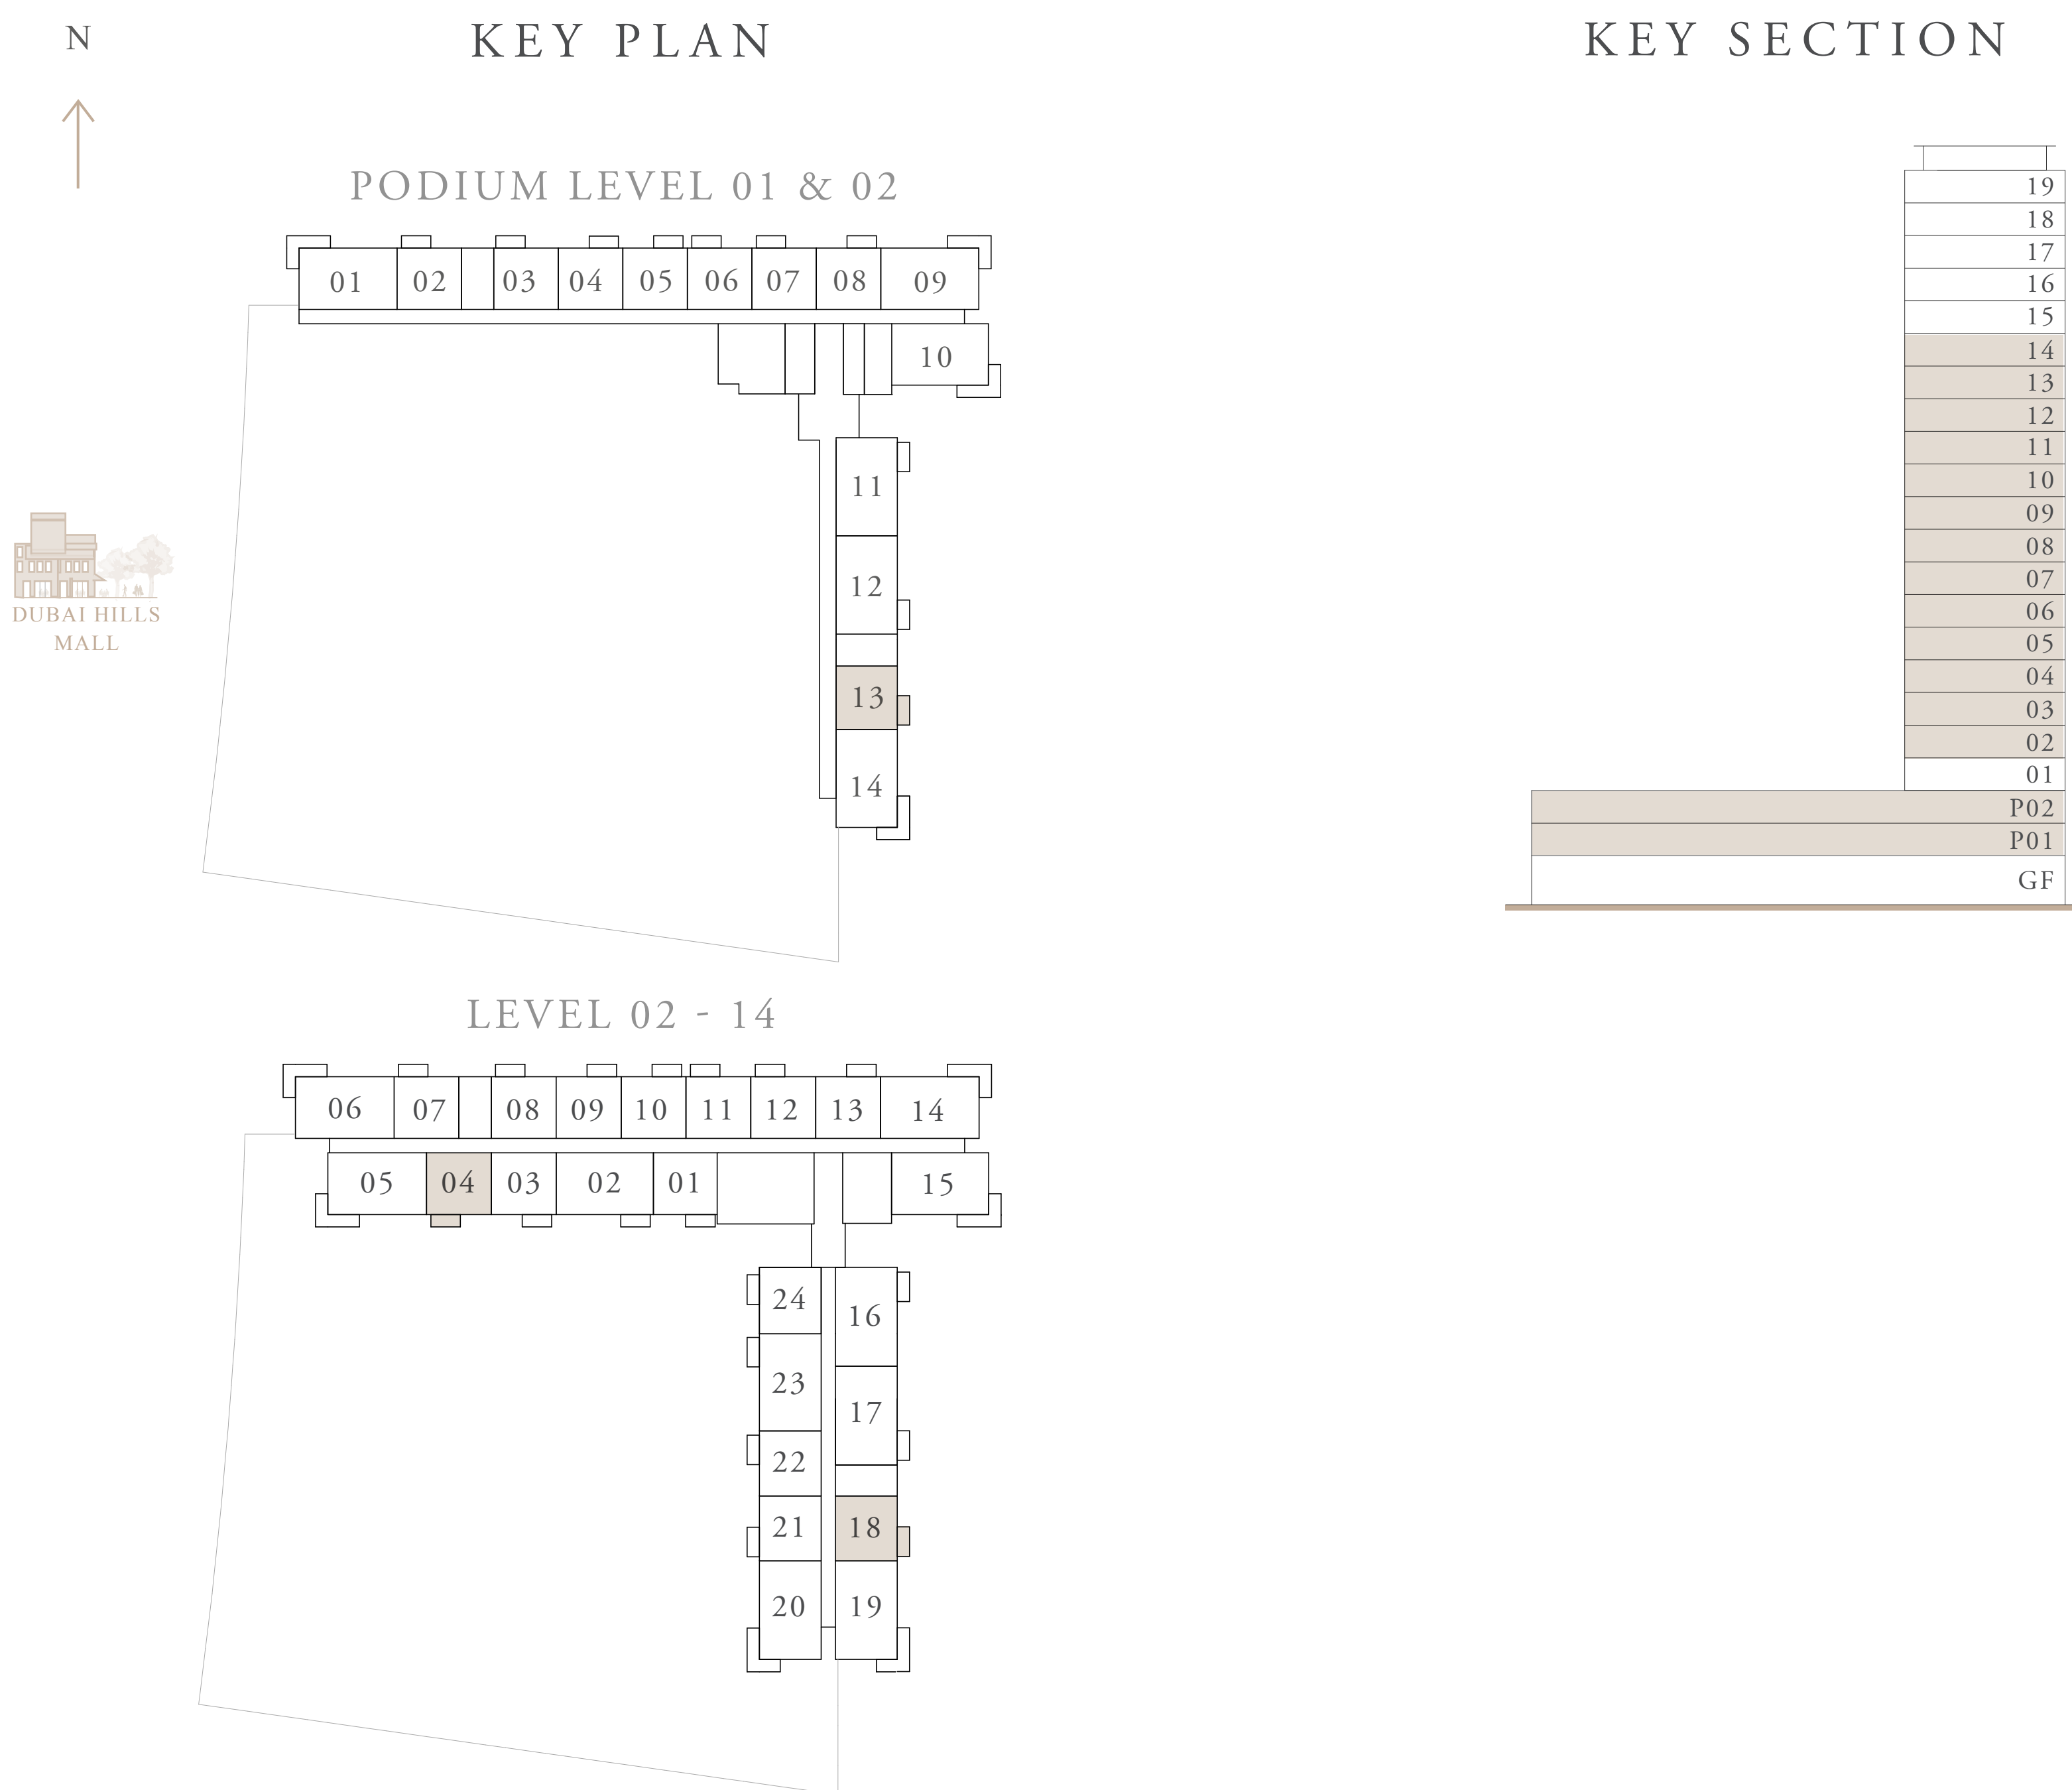 N
KEY PLAN
KEY SECTION
PODIUM LEVEL 01 & 02
01 02 03 04 05 06 07 08 09
10
11
12
13
14
DUBAI HILLS
MALL
19
18
17
16
15
14
13
12
11
10
09
08
07
06
05
04
03
02
01
P02
P01
GF
LEVEL 02 - 14
06 07 08 09 10 11 12 13 14
05 04 03 02 01 15
24 16
23
17
22
21 18
20 19